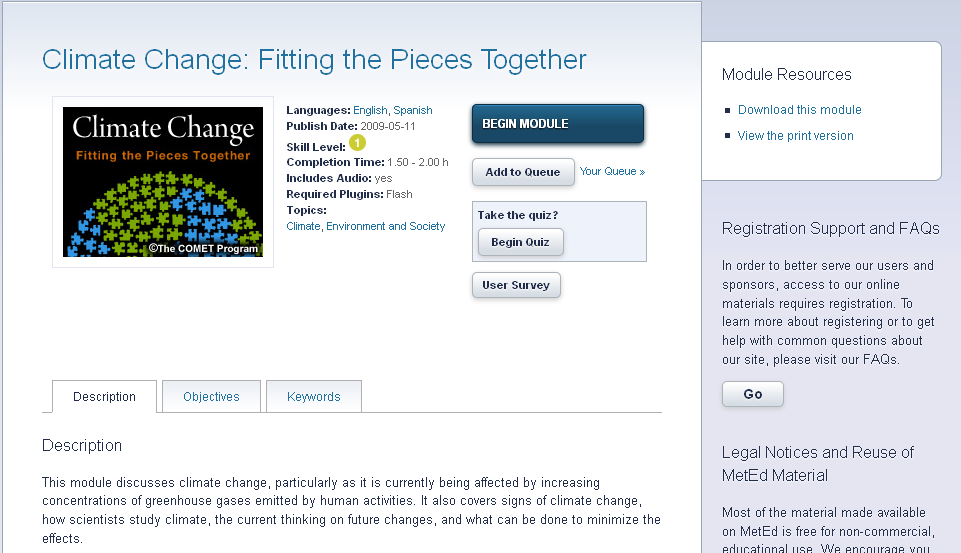 Climate Change: Fitting the Pieces Together
Climate Change
Fitting the Pieces Together
©The COMET Program
Languages: English, Spanish
Publish Date: 2009-05-11
Skill Level: 1
Completion Time: 1.50 - 2.00 h
Includes Audio: yes
Required Plugins: Flash
Topics:
Climate, Environment and Society
BEGIN MODULE
Add to Queue
Your Queue »
Take the quiz?
Begin Quiz
User Survey
Description
Objectives
Keywords
Description
This module discusses climate change, particularly as it is currently being affected by increasing
concentrations of greenhouse gases emitted by human activities. It also covers signs of climate change,
how scientists study climate, the current thinking on future changes, and what can be done to minimize the
effects.
Module Resources
Download this module
View the print version
Registration Support and FAQs
In order to better serve our users and
sponsors, access to our online
materials requires registration. To
learn more about registering or to get
help with common questions about
our site, please visit our FAQs.
Go
Legal Notices and Reuse of
MetEd Material
Most of the material made available
on MetEd is free for non-commercial,
educational use. We encourage you